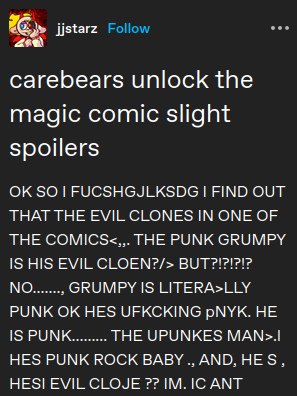 jjstarz Follow
carebears unlock the
magic comic slight
spoilers
OK SO I FUCSHGJLKSDG I FIND OUT
THAT THE EVIL CLONES IN ONE OF
THE COMICS<,,. THE PUNK GRUMPY
IS HIS EVIL CLOEN?/> BUT?!?!?!?
NO......., GRUMPY IS LITERA>LLY
PUNK OK HES UFKCKING pNYK. HE
IS PUNK......... THE UPUNKES MAN>.I
HES PUNK ROCK BABY ., AND, HE S ,
HESI EVIL CLOJE ?? IM. IC ANT